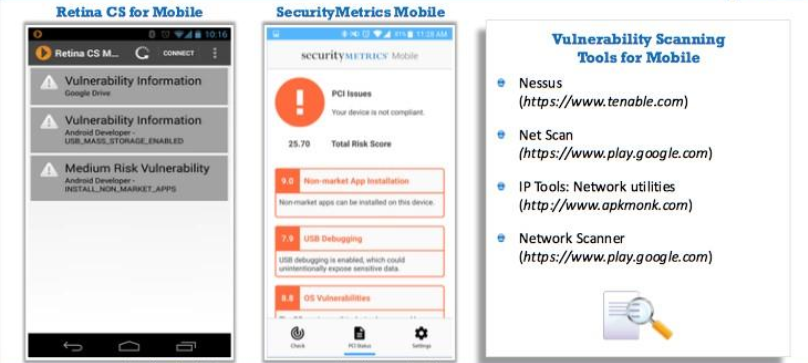 Retina CS for Mobile
10:16
Retina CS M...
CONNECT
Vulnerability Information
Google Drive
Vulnerability Information
Android Developer -
USB_MASS_STORAGE_ENABLED
Medium Risk Vulnerability
Android Developer -
INSTALL_NON_MARKET_APPS
SecurityMetrics Mobile
81% 11:28 AM
securityMETRICS Mobile
PCI Issues
Your device is not compliant.
25.70 Total Risk Score
9.0 Non-market App Installation
Non-market apps can be installed on this device.
7.9 USB Debugging
USB debugging is enabled, which could
unintentionally expose sensitive data.
8.8 OS Vulnerabilities
Check
PCI Status
Settings
Vulnerability Scanning
Tools for Mobile
Nessus
(https://www.tenable.com)
Net Scan
(https://www.play.google.com)
IP Tools: Network utilities
(http://www.apkmonk.com)
Network Scanner
(https://www.play.google.com)